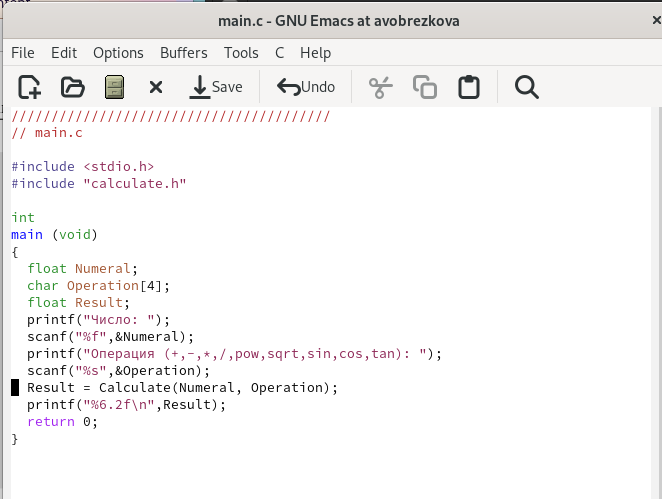 main.c - GNU Emacs at avobrezkova
File Edit Options Buffers Tools C Help
Save Undo
////////////////////////////////////////
// main.c
#include <stdio.h>
#include "calculate.h"
int
main (void)
{
float Numeral;
char Operation[4];
float Result;
printf("Число: ");
scanf("%f",&Numeral);
printf("Операция (+,-,*,/,pow,sqrt,sin,cos,tan): ");
scanf("%s",&Operation);
Result = Calculate(Numeral, Operation);
printf("%6.2f\n",Result);
return 0;
}